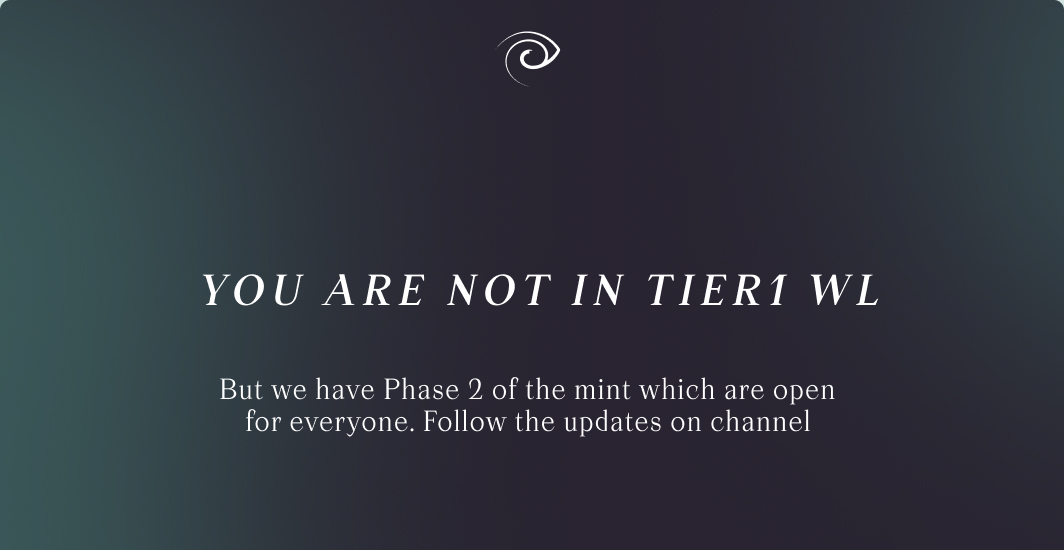 YOU ARE NOT IN TIER1 WL
But we have Phase 2 of the mint which are open
for everyone. Follow the updates on channel